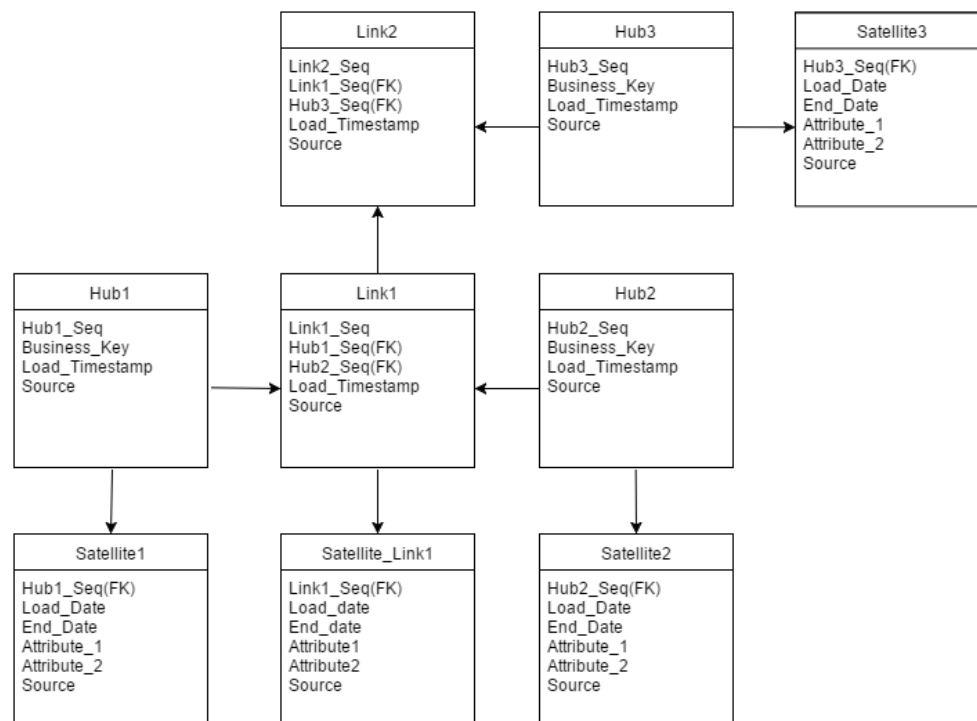 Link2
Link2_Seq
Link1_Seq(FK)
Hub3_Seq(FK)
Load_Timestamp
Source
Hub3
Hub3_Seq
Business_Key
Load_Timestamp
Source
Satellite3
Hub3_Seq(FK)
Load_Date
End_Date
Attribute_1
Attribute_2
Source
Hub1
Hub1_Seq
Business_Key
Load_Timestamp
Source
Link1
Link1_Seq
Hub1_Seq(FK)
Hub2_Seq(FK)
Load_Timestamp
Source
Hub2
Hub2_Seq
Business_Key
Load_Timestamp
Source
Satellite1
Hub1_Seq(FK)
Load_Date
End_Date
Attribute_1
Attribute_2
Source
Satellite_Link1
Link1_Seq(FK)
Load_date
End_date
Attribute1
Attribute2
Source
Satellite2
Hub2_Seq(FK)
Load_Date
End_Date
Attribute_1
Attribute_2
Source